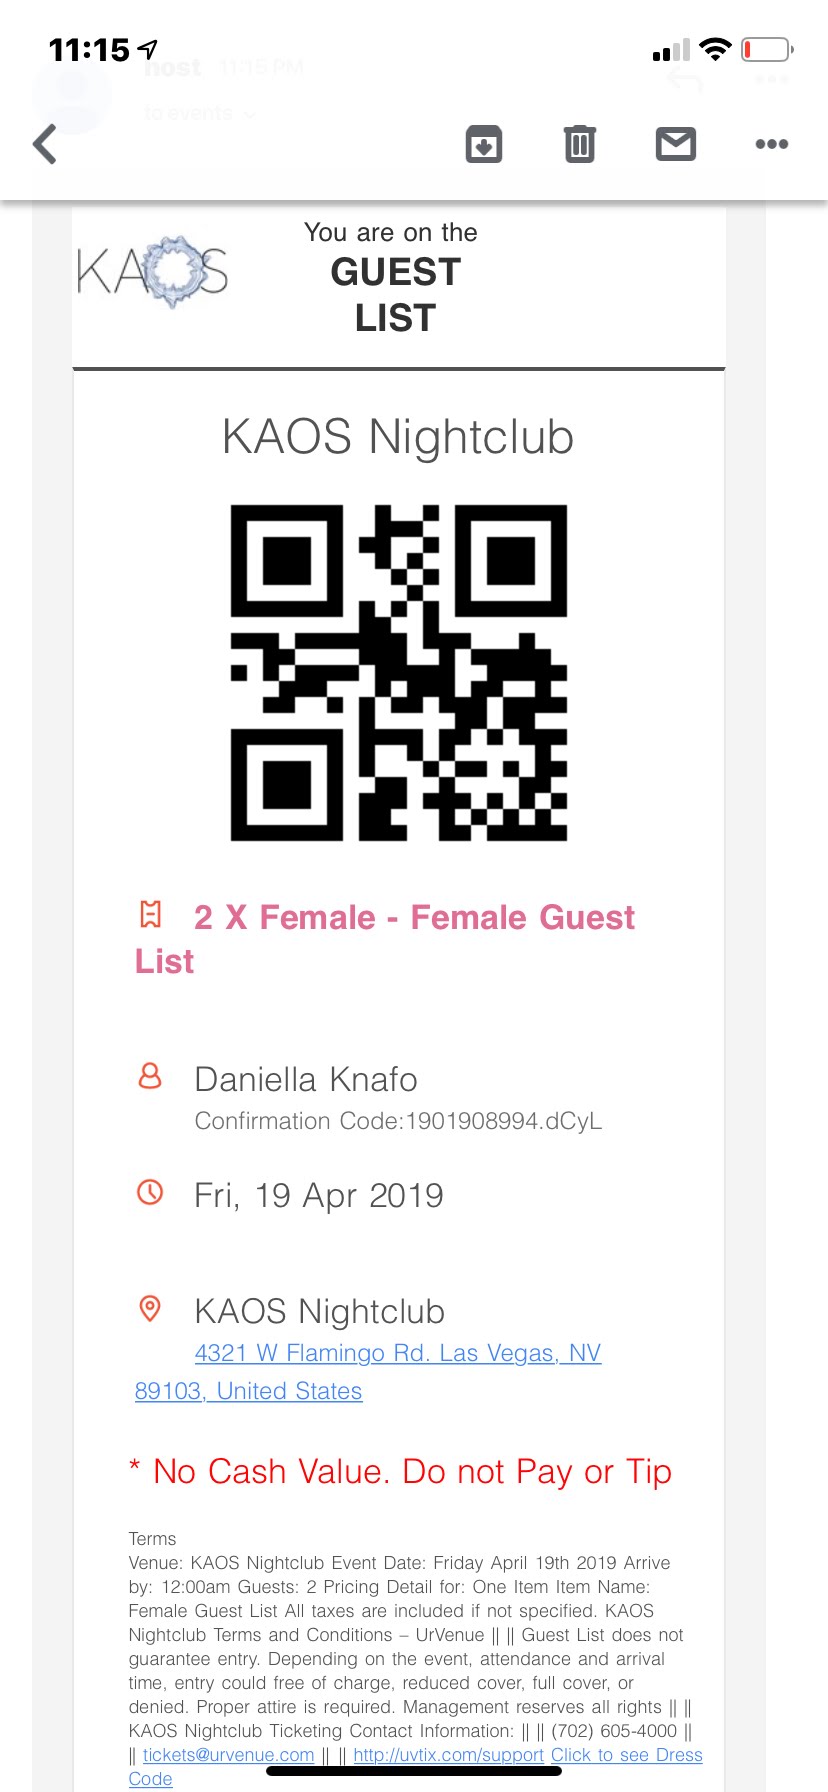 11:15
host 11:15 PM
to events
KAOS
You are on the
GUEST
LIST
KAOS Nightclub
2 X Female - Female Guest
List
Daniella Knafo
Confirmation Code:1901908994.dCyL
Fri, 19 Apr 2019
KAOS Nightclub
4321 W Flamingo Rd. Las Vegas, NV
89103, United States
* No Cash Value. Do not Pay or Tip
Terms
Venue: KAOS Nightclub Event Date: Friday April 19th 2019 Arrive
by: 12:00am Guests: 2 Pricing Detail for: One Item Item Name:
Female Guest List All taxes are included if not specified. KAOS
Nightclub Terms and Conditions – UrVenue || || Guest List does not
guarantee entry. Depending on the event, attendance and arrival
time, entry could free of charge, reduced cover, full cover, or
denied. Proper attire is required. Management reserves all rights || ||
KAOS Nightclub Ticketing Contact Information: || || (702) 605-4000 ||
|| tickets@urvenue.com || || http://uvtix.com/support Click to see Dress
Code